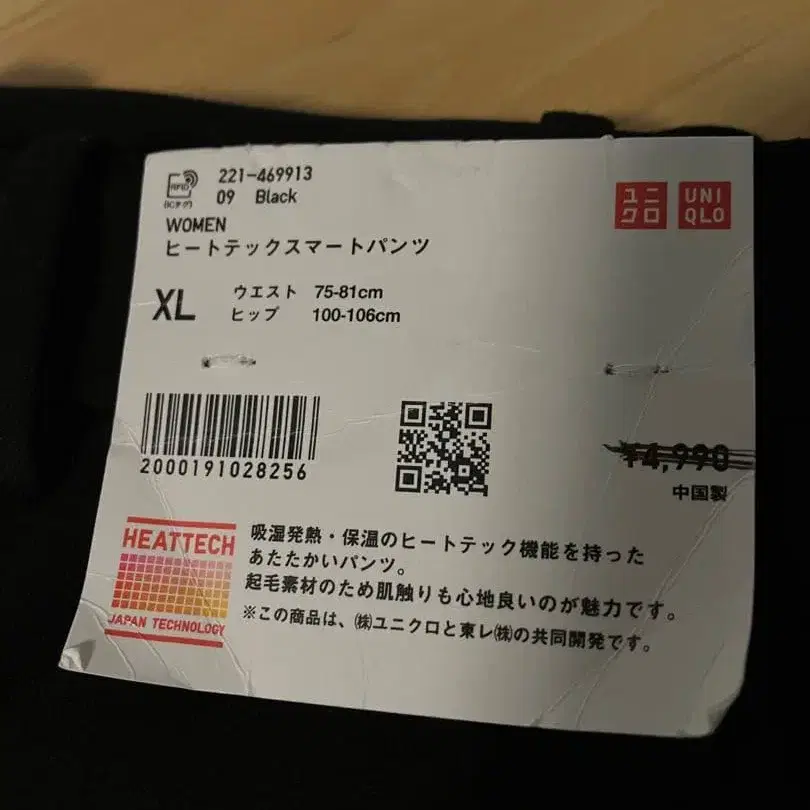 RFID
ICタグ
221-469913
09 Black
WOMEN
ヒートテックスマートパンツ
XL
ウエスト 75-81cm
ヒップ 100-106cm
ユニ
クロ
UNI
QLO
2000191028256
¥4,990
中国製
HEATTECH
JAPAN TECHNOLOGY
吸湿発熱・保温のヒートテック機能を持った
あたたかいパンツ。
起毛素材のため肌触りも心地良いのが魅力です。
※この商品は、㈱ユニクロと東レ㈱の共同開発です。